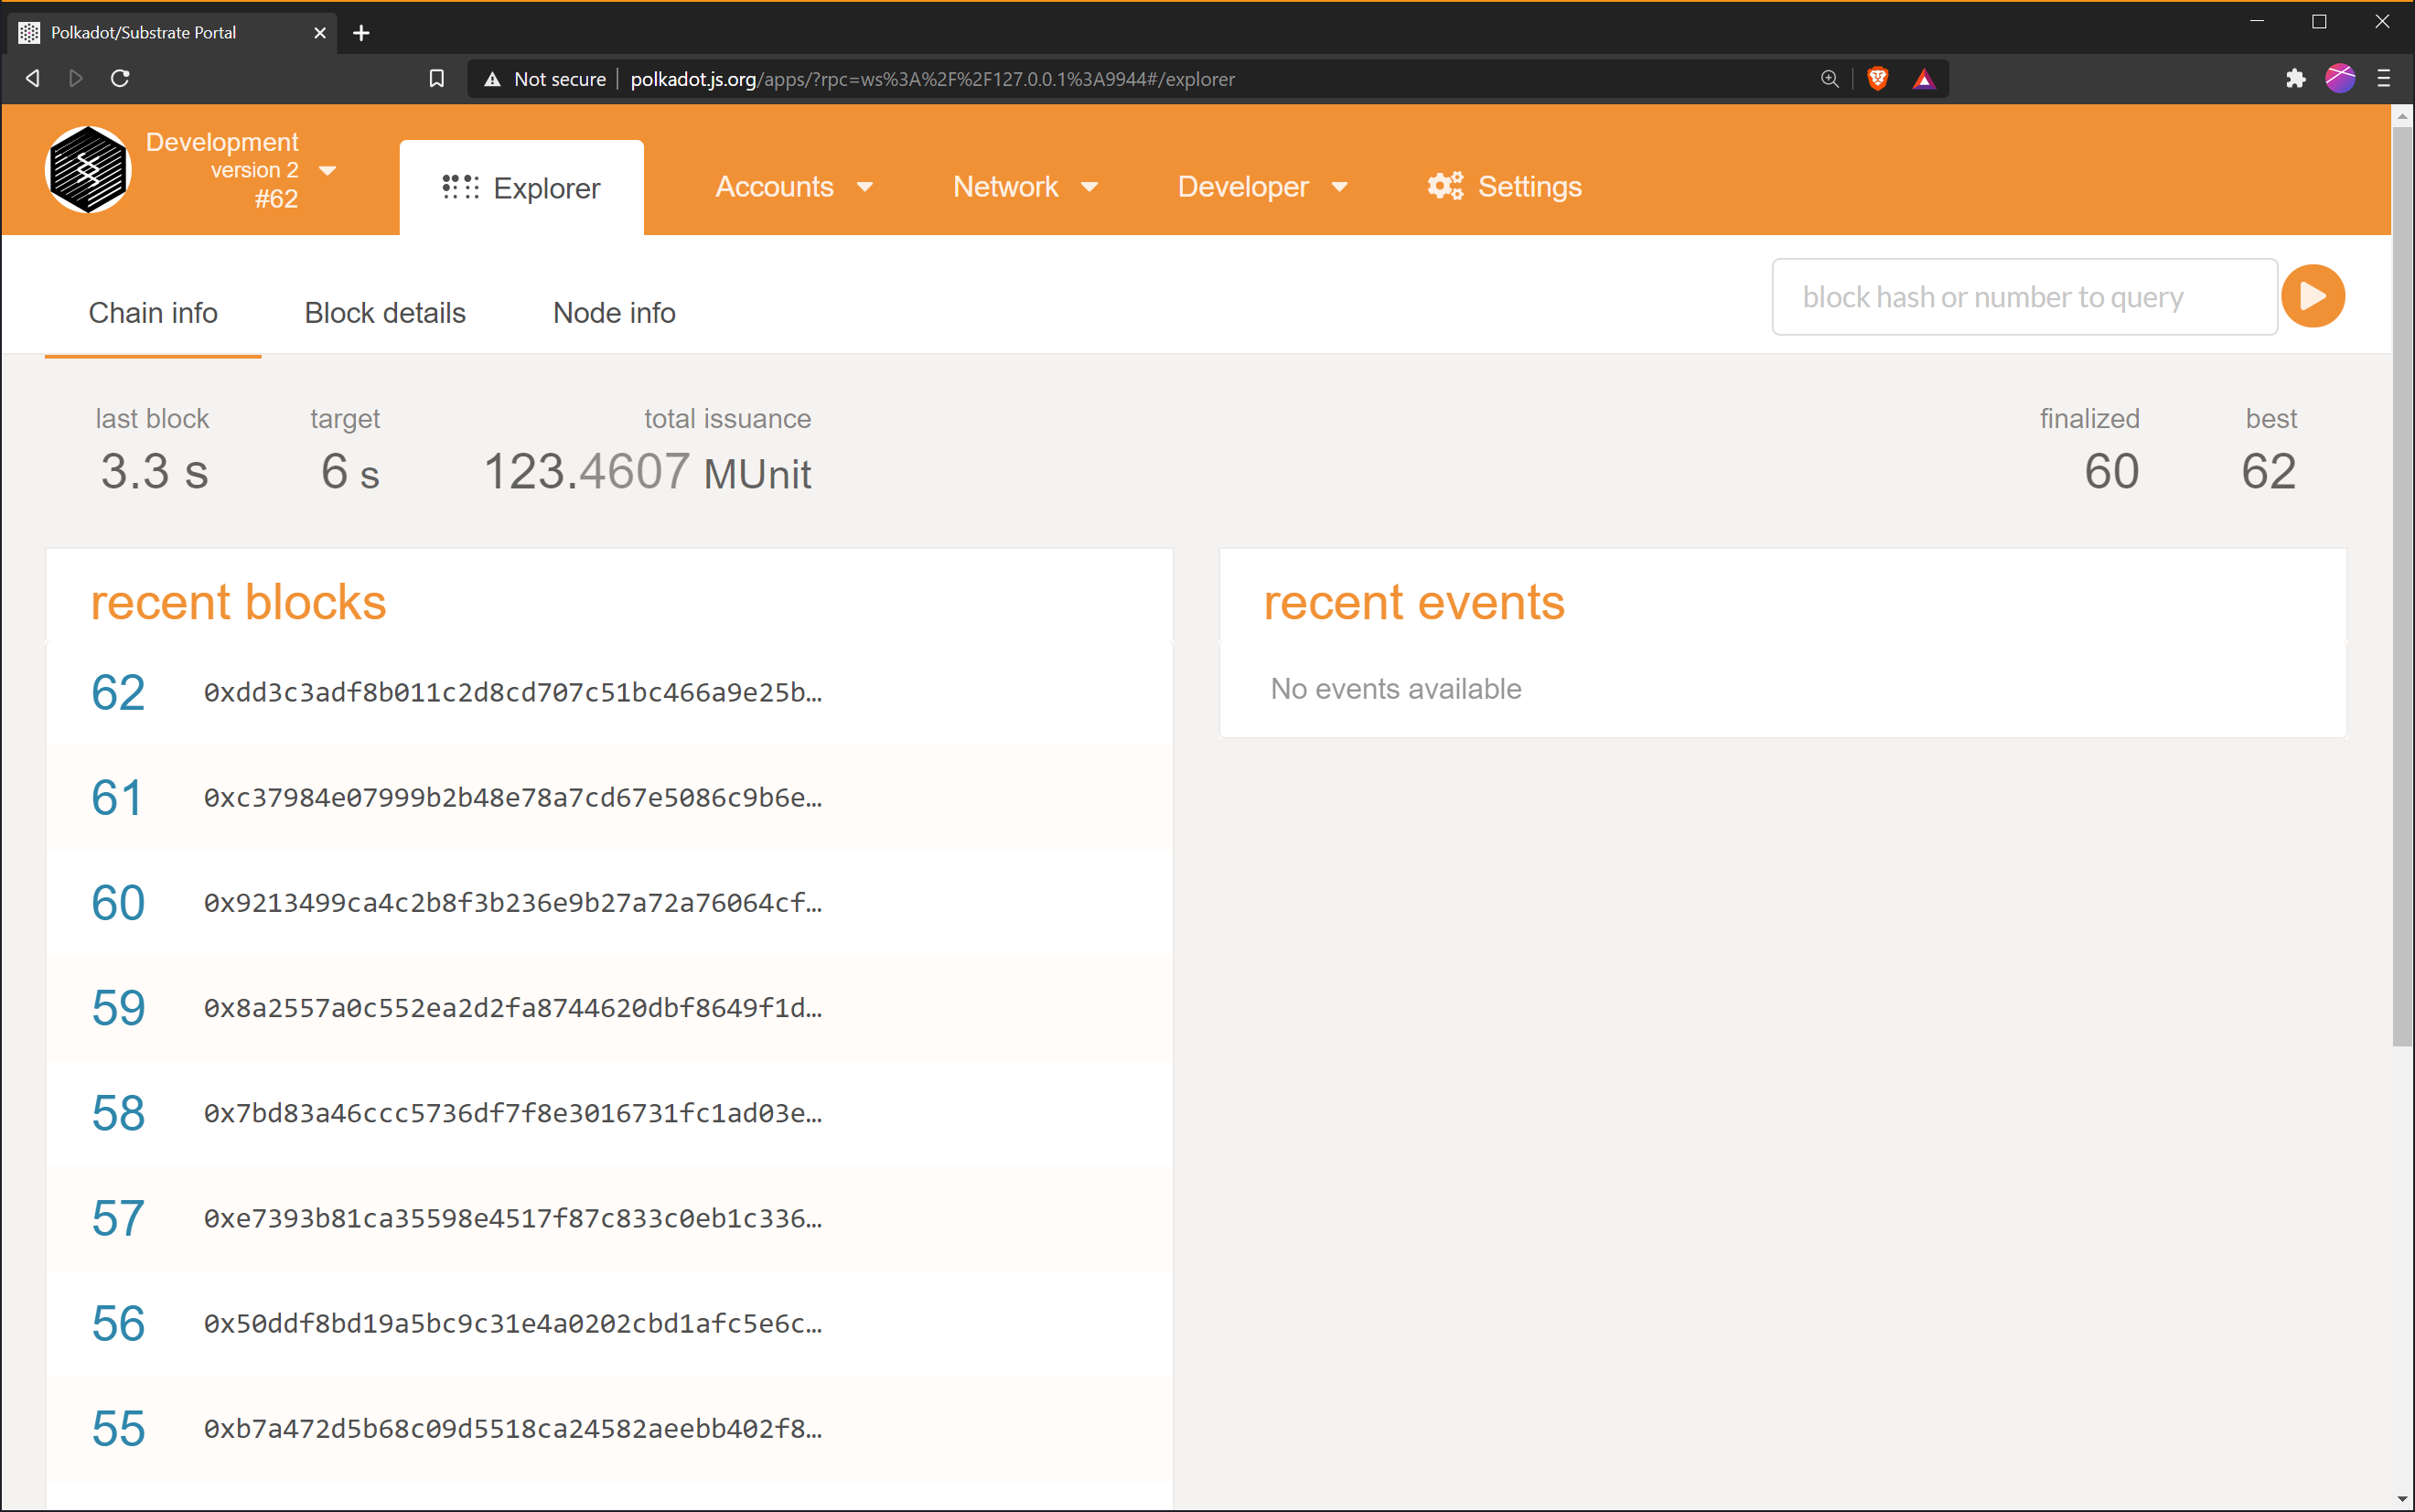 Polkadot/Substrate Portal
Not secure | polkadot.js.org/apps/?rpc=ws%3A%2F%2F127.0.0.1%3A9944#/explorer
Development
version 2
#62
Explorer
Accounts
Network
Developer
Settings
Chain info
Block details
Node info
block hash or number to query
last block
3.3 s
target
6 s
total issuance
123.4607 MUnit
finalized
60
best
62
recent blocks
62 0xdd3c3adf8b011c2d8cd707c51bc466a9e25b…
61 0xc37984e07999b2b48e78a7cd67e5086c9b6e…
60 0x9213499ca4c2b8f3b236e9b27a72a76064cf…
59 0x8a2557a0c552ea2d2fa8744620dbf8649f1d…
58 0x7bd83a46ccc5736df7f8e3016731fc1ad03e…
57 0xe7393b81ca35598e4517f87c833c0eb1c336…
56 0x50ddf8bd19a5bc9c31e4a0202cbd1afc5e6c…
55 0xb7a472d5b68c09d5518ca24582aeebb402f8…
recent events
No events available